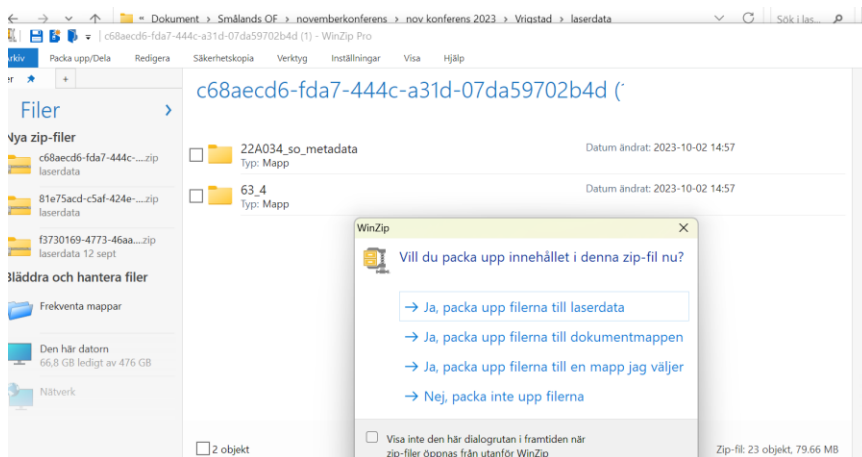 Dokument > Smålands OF > novemberkonferens > nov konferens 2023 > Vrigstad > laserdata
Sök i las...
c68aecd6-fda7-444c-a31d-07da59702b4d (1) - WinZip Pro
Arkiv Packa upp/Dela Redigera Säkerhetskopia Verktyg Inställningar Visa Hjälp
er +
Filer >
Nya zip-filer
c68aecd6-fda7-444c-....zip
laserdata
81e75acd-c5af-424e-....zip
laserdata
f3730169-4773-46aa....zip
laserdata 12 sept
Bläddra och hantera filer
Frekventa mappar
Den här datorn
66,8 GB ledigt av 476 GB
Nätverk
c68aecd6-fda7-444c-a31d-07da59702b4d (
22A034_so_metadata
Typ: Mapp
Datum ändrat: 2023-10-02 14:57
63_4
Typ: Mapp
Datum ändrat: 2023-10-02 14:57
WinZip
Vill du packa upp innehållet i denna zip-fil nu?
→ Ja, packa upp filerna till laserdata
→ Ja, packa upp filerna till dokumentmappen
→ Ja, packa upp filerna till en mapp jag väljer
→ Nej, packa inte upp filerna
Visa inte den här dialogrutan i framtiden när
zip-filer öppnas från utanför WinZip
2 objekt
Zip-fil: 23 objekt, 79.66 MB